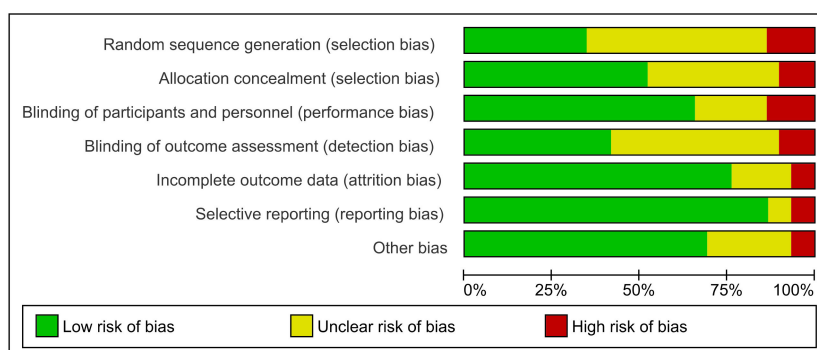 Random sequence generation (selection bias)
Allocation concealment (selection bias)
Blinding of participants and personnel (performance bias)
Blinding of outcome assessment (detection bias)
Incomplete outcome data (attrition bias)
Selective reporting (reporting bias)
Other bias
0% 25% 50% 75% 100%
Low risk of bias Unclear risk of bias High risk of bias